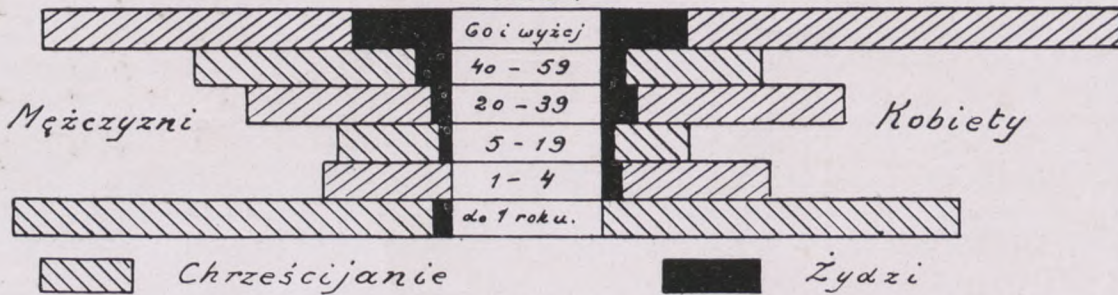 60 i wyżej
40 - 59
20 - 39
5 - 19
1 - 4
do 1 roku.
Mężczyzni
Kobiety
Chrześcijanie
Żydzi